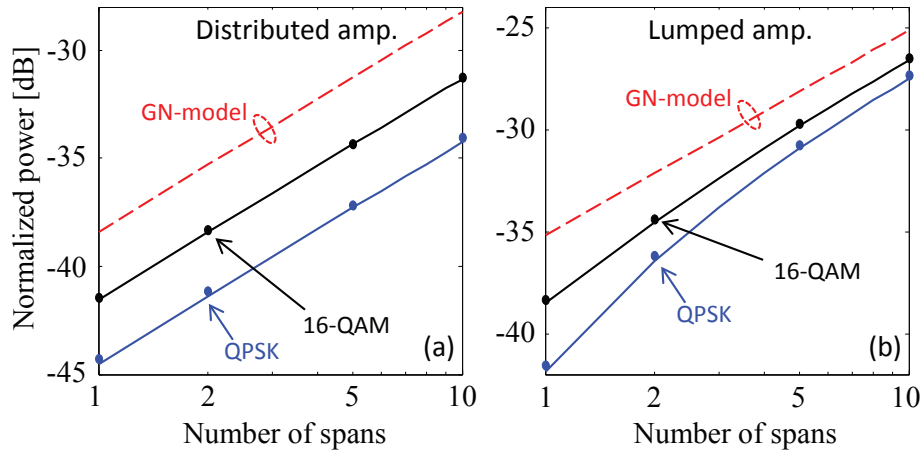 Normalized power [dB]
Distributed amp.
-30
-35
-40
-45
GN-model
16-QAM
QPSK
(a)
1
2
5
10
Number of spans
Lumped amp.
-25
-30
-35
-40
GN-model
16-QAM
QPSK
(b)
1
2
5
10
Number of spans